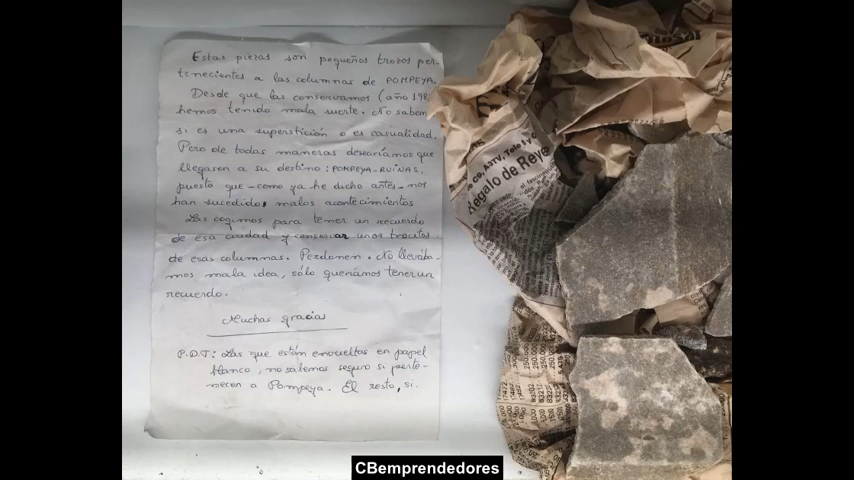 Estas piezas son pequeños trozos per-
tenecientes a las columnas de POMPEYA.
Desde que las conservamos (año 198
hemos tenido mala suerte. No sabem
si es una superstición o es casualidad.
Pero de todas maneras desearíamos que
llegasen a su destino: POMPEYA-RUINAS,
puesto que -como ya he dicho antes- nos
han sucedido, malos acontecimientos
Las cogimos para tener un recuerdo
de esa ciudad y conservar unos trocitos
de esas columnas. Perdonen. No llevába-
mos mala idea, sólo queríamos tener un
recuerdo.
Muchas gracias
P.D.T: Las que están envueltas en papel
blanco, no sabemos seguro si perte-
necen a Pompeya. El resto, sí.
A3TV, Tele
Regalo de Reye
CBemprendedores